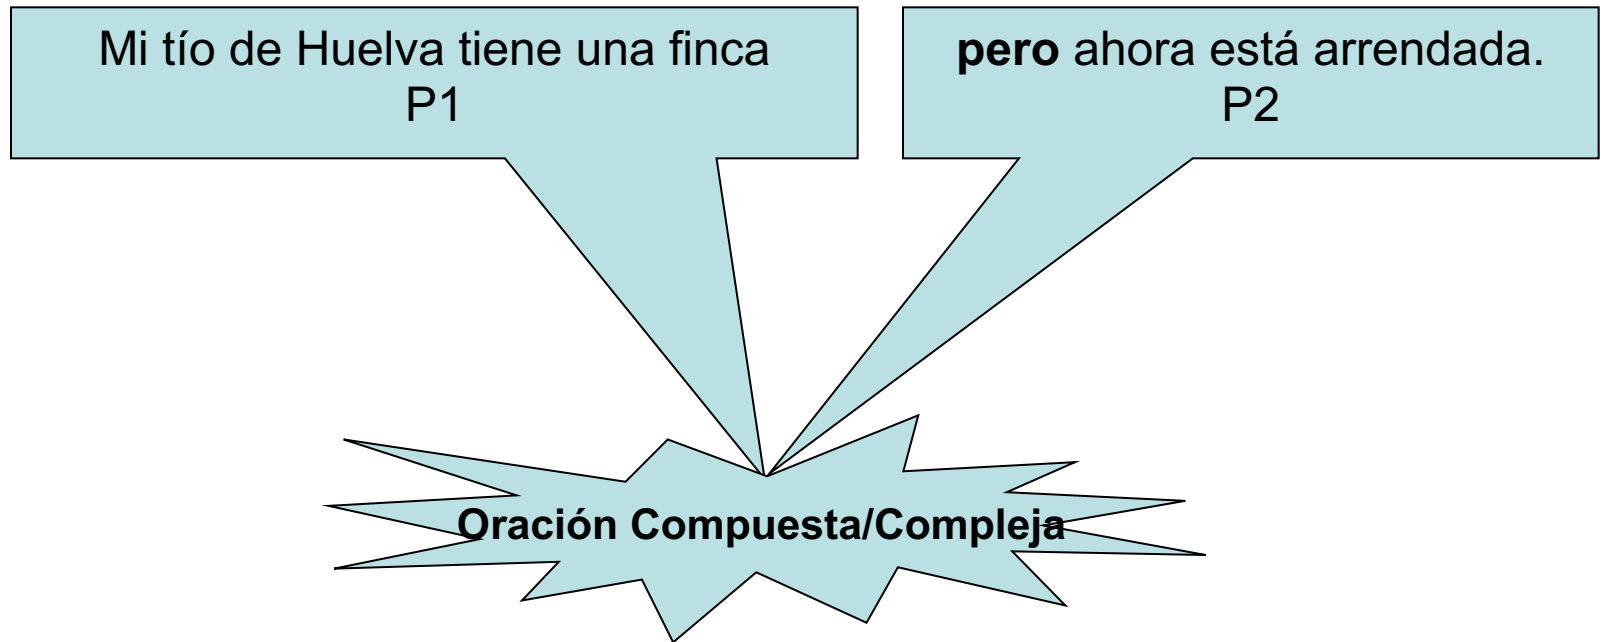 Mi tío de Huelva tiene una finca
P1
pero ahora está arrendada.
P2
Oración Compuesta/Compleja